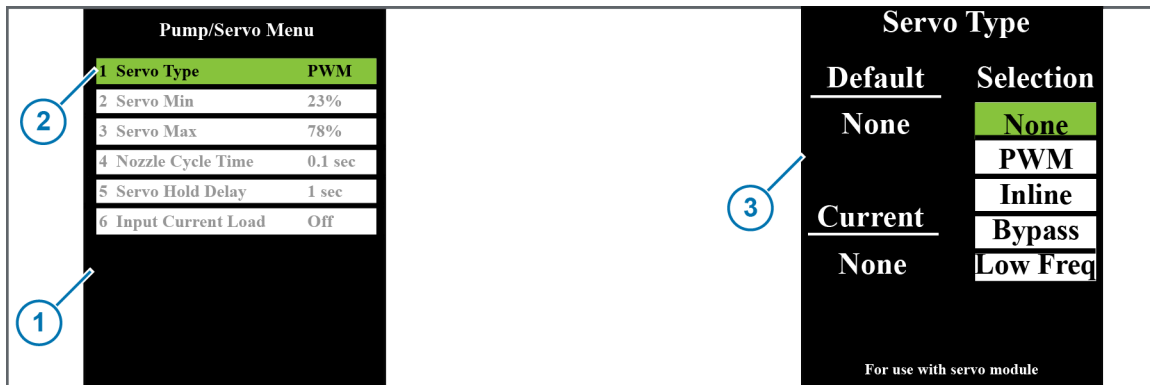 Pump/Servo Menu
1 Servo Type PWM
2 Servo Min 23%
3 Servo Max 78%
4 Nozzle Cycle Time 0.1 sec
5 Servo Hold Delay 1 sec
6 Input Current Load Off
2
1
Servo Type
Default Selection
None None
PWM
Inline
3
Current Bypass
None Low Freq
For use with servo module